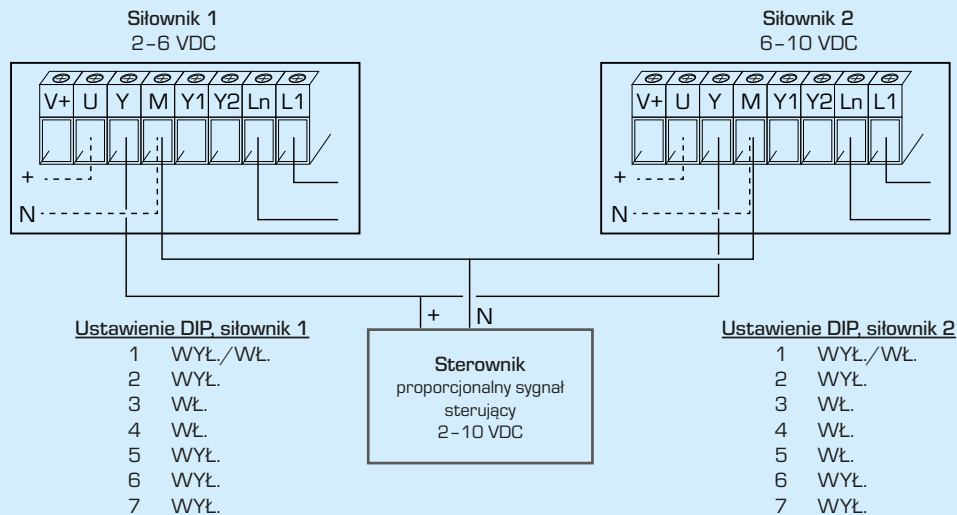 Siłownik 1
2–6 VDC
V+ U Y M Y1 Y2 Ln L1
+
N
Siłownik 2
6–10 VDC
V+ U Y M Y1 Y2 Ln L1
+
N
+ N
Sterownik
proporcjonalny sygnał
sterujący
2–10 VDC
Ustawienie DIP, siłownik 1
1 WYŁ./WŁ.
2 WYŁ.
3 WŁ.
4 WŁ.
5 WYŁ.
6 WYŁ.
7 WYŁ.
Ustawienie DIP, siłownik 2
1 WYŁ./WŁ.
2 WYŁ.
3 WŁ.
4 WŁ.
5 WŁ.
6 WYŁ.
7 WYŁ.